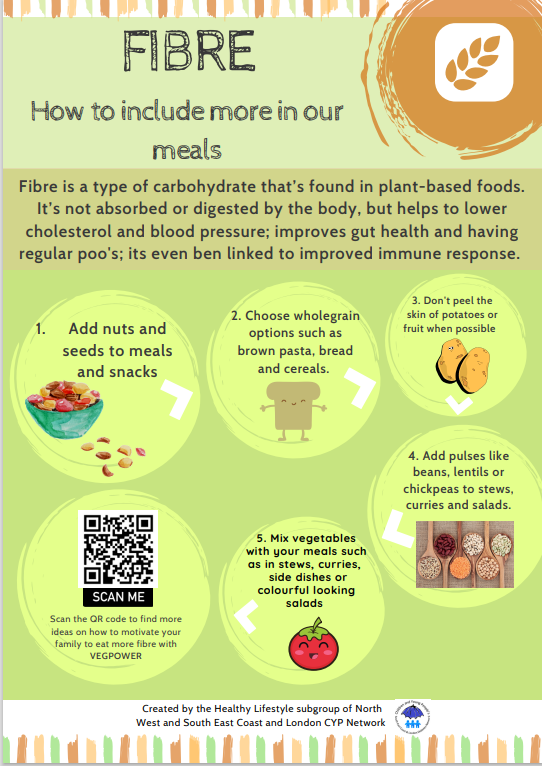 FIBRE
How to include more in our
meals
Fibre is a type of carbohydrate that's found in plant-based foods.
It's not absorbed or digested by the body, but helps to lower
cholesterol and blood pressure; improves gut health and having
regular poo's; its even ben linked to improved immune response.
1. Add nuts and
seeds to meals
and snacks
2. Choose wholegrain
options such as
brown pasta, bread
and cereals.
3. Don't peel the
skin of potatoes or
fruit when possible
4. Add pulses like
beans, lentils or
chickpeas to stews,
curries and salads.
5. Mix vegetables
with your meals such
as in stews, curries,
side dishes or
colourful looking
salads
SCAN ME
Scan the QR code to find more
ideas on how to motivate your
family to eat more fibre with
VEGPOWER
Created by the Healthy Lifestyle subgroup of North
West and South East Coast and London CYP Network